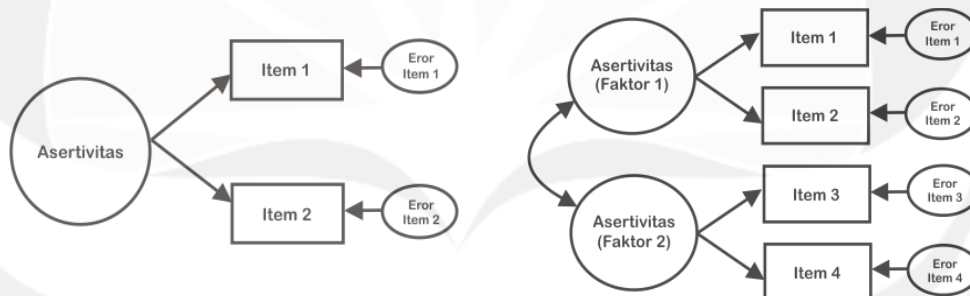 Asertivitas
Item 1
Eror
Item 1
Item 2
Eror
Item 2
Asertivitas
(Faktor 1)
Item 1
Eror
Item 1
Item 2
Eror
Item 2
Asertivitas
(Faktor 2)
Item 3
Eror
Item 3
Item 4
Eror
Item 4